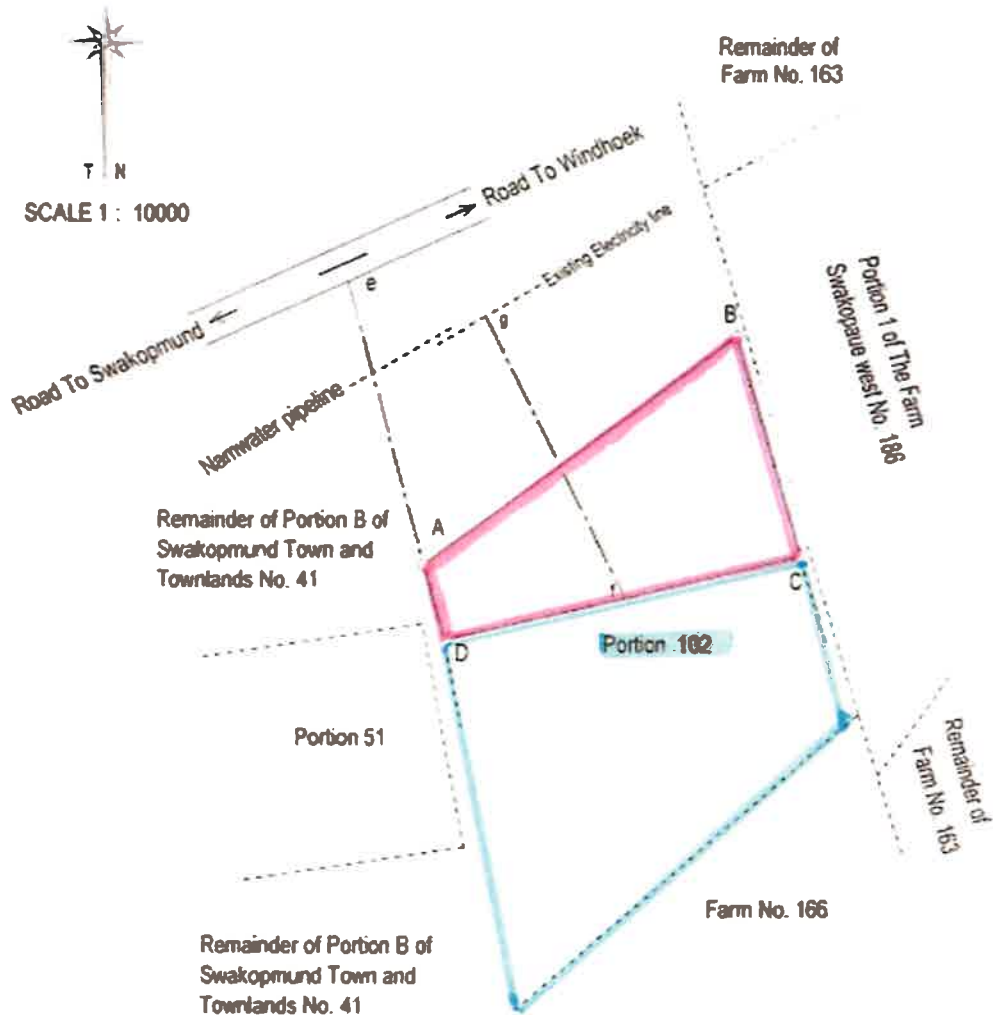 Remainder of
Farm No. 163
T N
SCALE 1 : 10000
Road To Windhoek
e
Existing Electricity line
g
Road To Swakopmund
Namwater pipeline
B
Portion 1 of The Farm
Swakopaue west No. 186
Remainder of Portion B of
Swakopmund Town and
Townlands No. 41
A
C
D
Portion 102
Portion 51
Remainder of
Farm No. 163
Farm No. 166
Remainder of Portion B of
Swakopmund Town and
Townlands No. 41